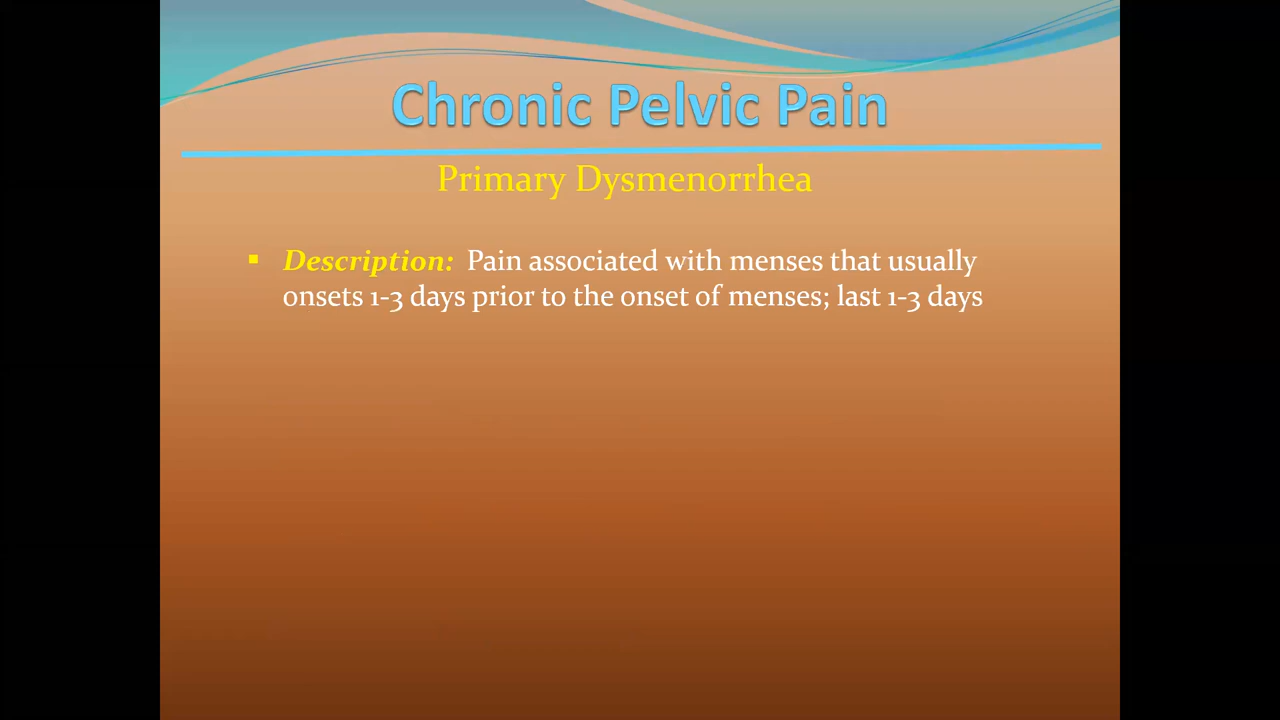 Chronic Pelvic Pain
Primary Dysmenorrhea
▪ Description: Pain associated with menses that usually
onsets 1-3 days prior to the onset of menses; last 1-3 days